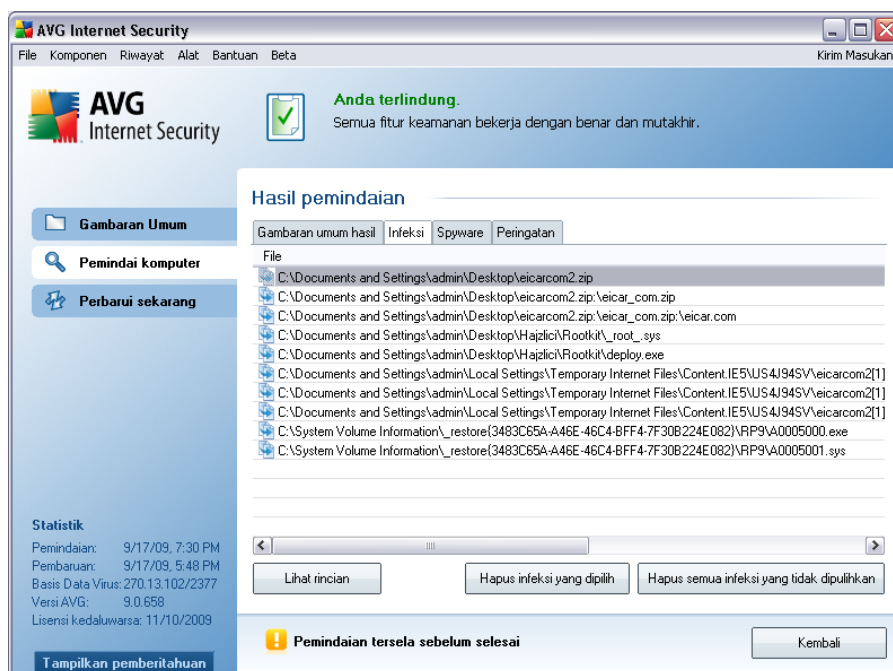 AVG Internet Security
File Komponen Riwayat Alat Bantuan Beta Kirim Masukan
AVG
Internet Security
Anda terlindung.
Semua fitur keamanan bekerja dengan benar dan mutakhir.
Gambaran Umum
Pemindai komputer
Perbarui sekarang
Hasil pemindaian
Gambaran umum hasil Infeksi Spyware Peringatan
File
C:\Documents and Settings\admin\Desktop\eicarcom2.zip
C:\Documents and Settings\admin\Desktop\eicarcom2.zip:\eicar_com.zip
C:\Documents and Settings\admin\Desktop\eicarcom2.zip:\eicar_com.zip:\eicar.com
C:\Documents and Settings\admin\Desktop\Hajzlici\Rootkit\_root_.sys
C:\Documents and Settings\admin\Desktop\Hajzlici\Rootkit\deploy.exe
C:\Documents and Settings\admin\Local Settings\Temporary Internet Files\Content.IE5\US4J94SV\eicarcom2[1]
C:\Documents and Settings\admin\Local Settings\Temporary Internet Files\Content.IE5\US4J94SV\eicarcom2[1]
C:\Documents and Settings\admin\Local Settings\Temporary Internet Files\Content.IE5\US4J94SV\eicarcom2[1]
C:\System Volume Information\_restore{3483C65A-A46E-46C4-BFF4-7F30B224E082}\RP9\A0005000.exe
C:\System Volume Information\_restore{3483C65A-A46E-46C4-BFF4-7F30B224E082}\RP9\A0005001.sys
Lihat rincian Hapus infeksi yang dipilih Hapus semua infeksi yang tidak dipulihkan
Statistik
Pemindaian: 9/17/09, 7:30 PM
Pembaruan: 9/17/09, 5:48 PM
Basis Data Virus: 270.13.102/2377
Versi AVG: 9.0.658
Lisensi kedaluwarsa: 11/10/2009
Tampilkan pemberitahuan
Pemindaian tersela sebelum selesai
Kembali